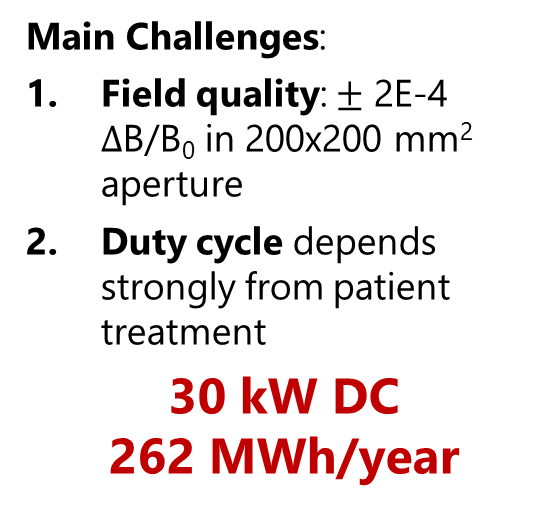 Main Challenges:
1. Field quality: ± 2E-4
ΔB/B₀ in 200x200 mm²
aperture
2. Duty cycle depends
strongly from patient
treatment
30 kW DC
262 MWh/year